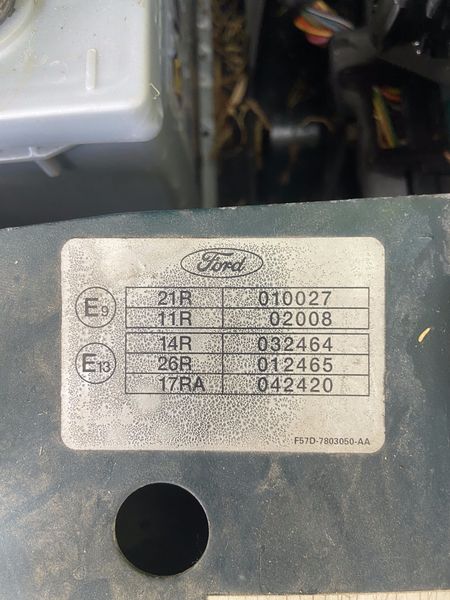 Ford
E9 21R 010027
11R 02008
14R 032464
E13 26R 012465
17RA 042420
F57D-7803050-AA